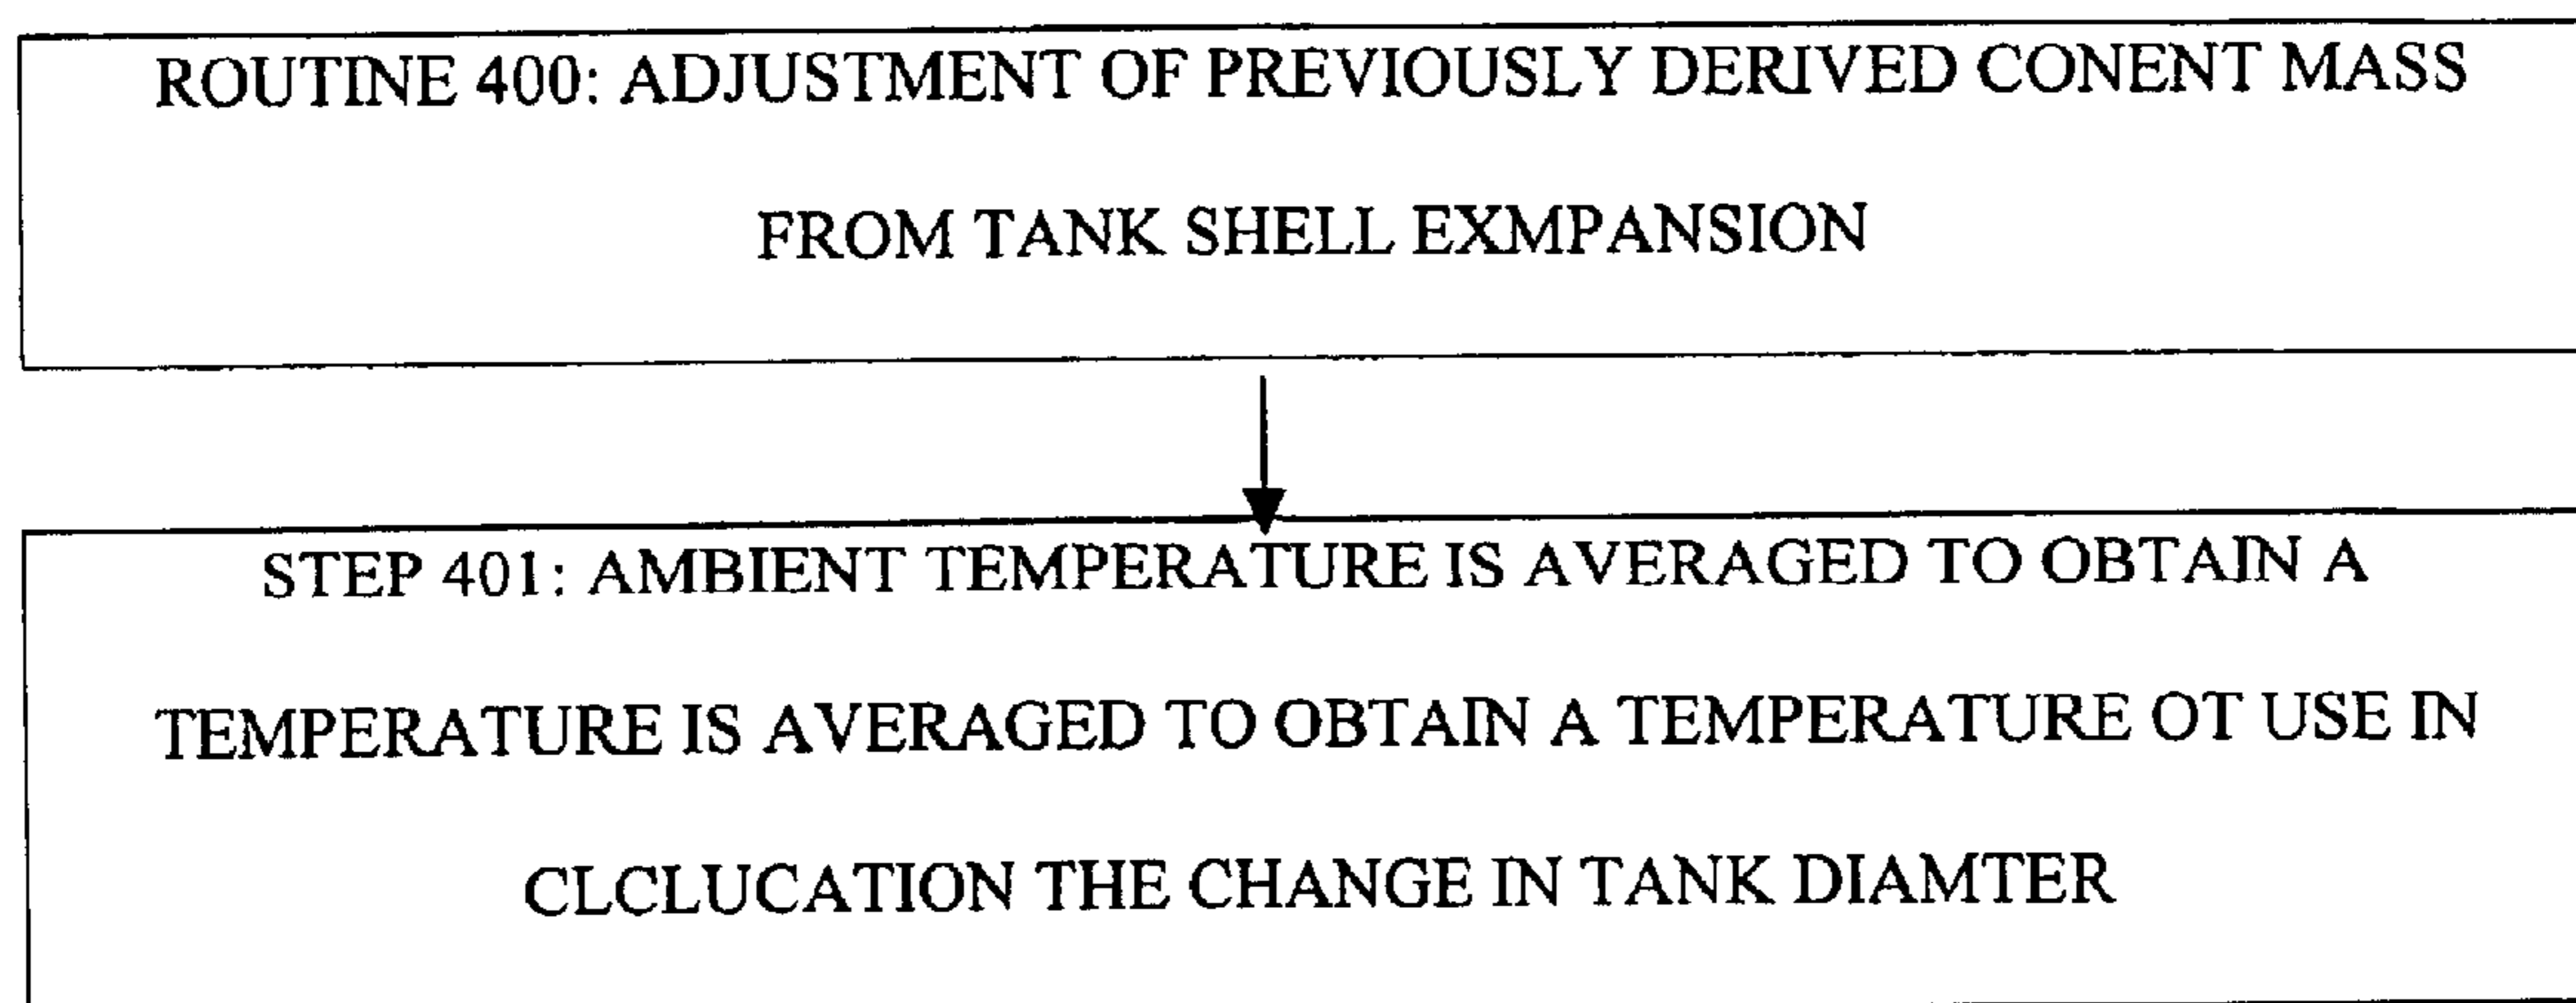 ROUTINE 400: ADJUSTMENT OF PREVIOUSLY DERIVED CONENT MASS
FROM TANK SHELL EXMPANSION
STEP 401: AMBIENT TEMPERATURE IS AVERAGED TO OBTAIN A
TEMPERATURE IS AVERAGED TO OBTAIN A TEMPERATURE OT USE IN
CLCLUCATION THE CHANGE IN TANK DIAMTER